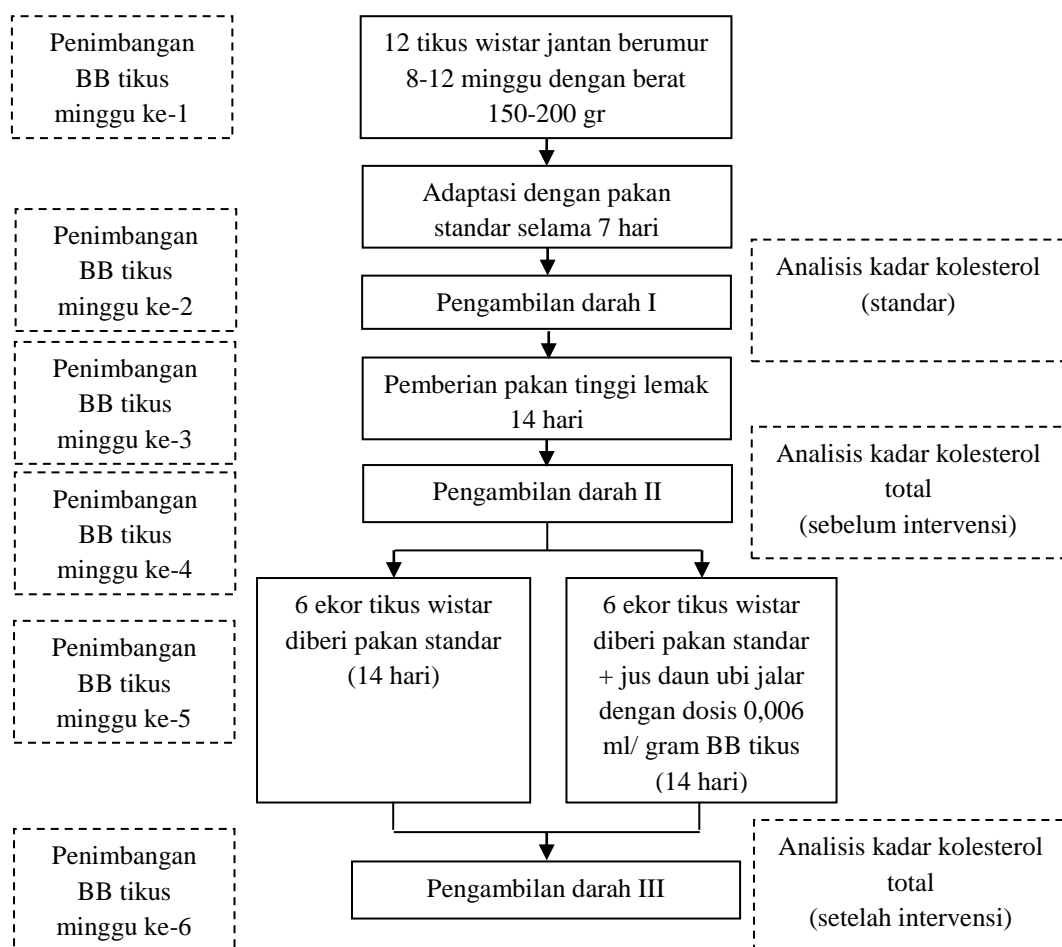 Penimbangan
BB tikus
minggu ke-1
12 tikus wistar jantan berumur
8-12 minggu dengan berat
150-200 gr
Adaptasi dengan pakan
standar selama 7 hari
Penimbangan
BB tikus
minggu ke-2
Pengambilan darah I
Analisis kadar kolesterol
(standar)
Penimbangan
BB tikus
minggu ke-3
Pemberian pakan tinggi lemak
14 hari
Penimbangan
BB tikus
minggu ke-4
Pengambilan darah II
Analisis kadar kolesterol
total
(sebelum intervensi)
6 ekor tikus wistar
diberi pakan standar
(14 hari)
6 ekor tikus wistar
diberi pakan standar
+ jus daun ubi jalar
dengan dosis 0,006
ml/ gram BB tikus
(14 hari)
Penimbangan
BB tikus
minggu ke-5
Penimbangan
BB tikus
minggu ke-6
Pengambilan darah III
Analisis kadar kolesterol
total
(setelah intervensi)